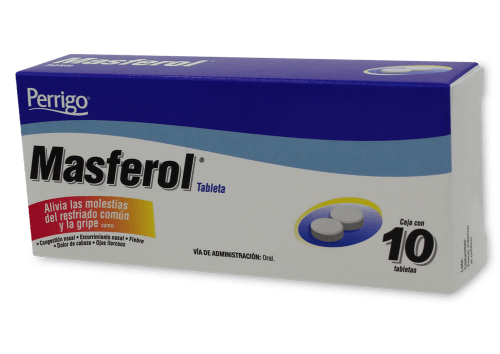 Masferol®
Perrigo®
Masferol®
Tableta
Alivia las molestias
del resfriado común
y la gripe como:
• Congestión nasal • Escurrimiento nasal • Fiebre
• Dolor de cabeza • Ojos llorosos
VÍA DE ADMINISTRACIÓN: Oral.
Caja con
10
tabletas